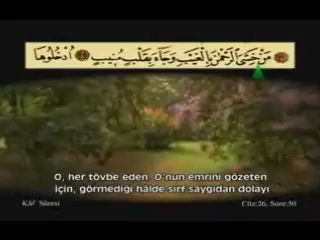 مَنْ خَشِيَ الرَّحْمٰنَ بِالْغَيْبِ وَجَٓاءَ بِقَلْبٍ مُن۪يبٍۙ ﴿٣٣﴾ اُدْخُلُوهَا
O, her tövbe eden, O-nun emrini gözeten
için, görmediği hâlde sırf saygıdan dolayı
Kâf Sûresi
Cüz:26, Sure:50